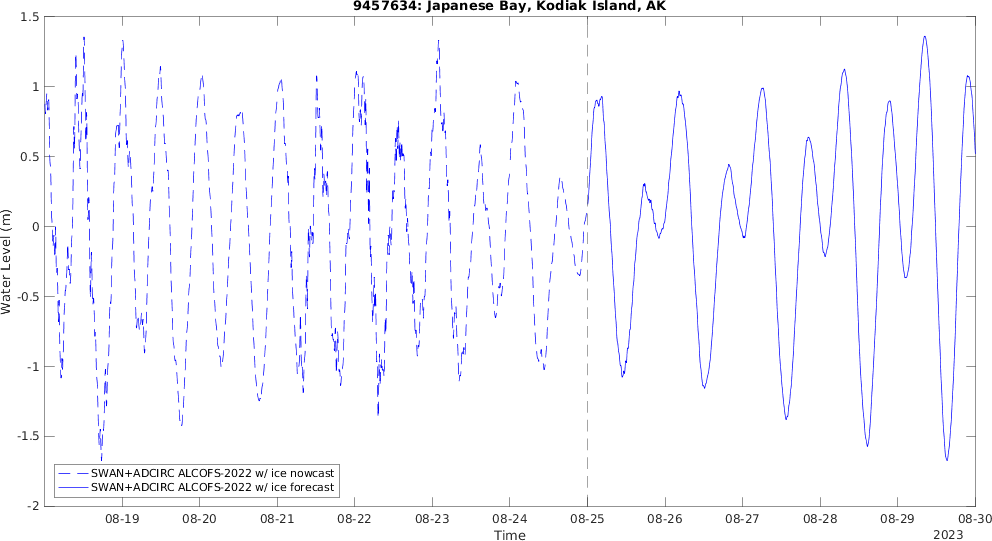 9457634: Japanese Bay, Kodiak Island, AK
1.5
1
0.5
0
-0.5
-1
-1.5
-2
Water Level (m)
SWAN+ADCIRC ALCOFS-2022 w/ ice nowcast
SWAN+ADCIRC ALCOFS-2022 w/ ice forecast
08-19 08-20 08-21 08-22 08-23 08-24 08-25 08-26 08-27 08-28 08-29 08-30
Time
2023